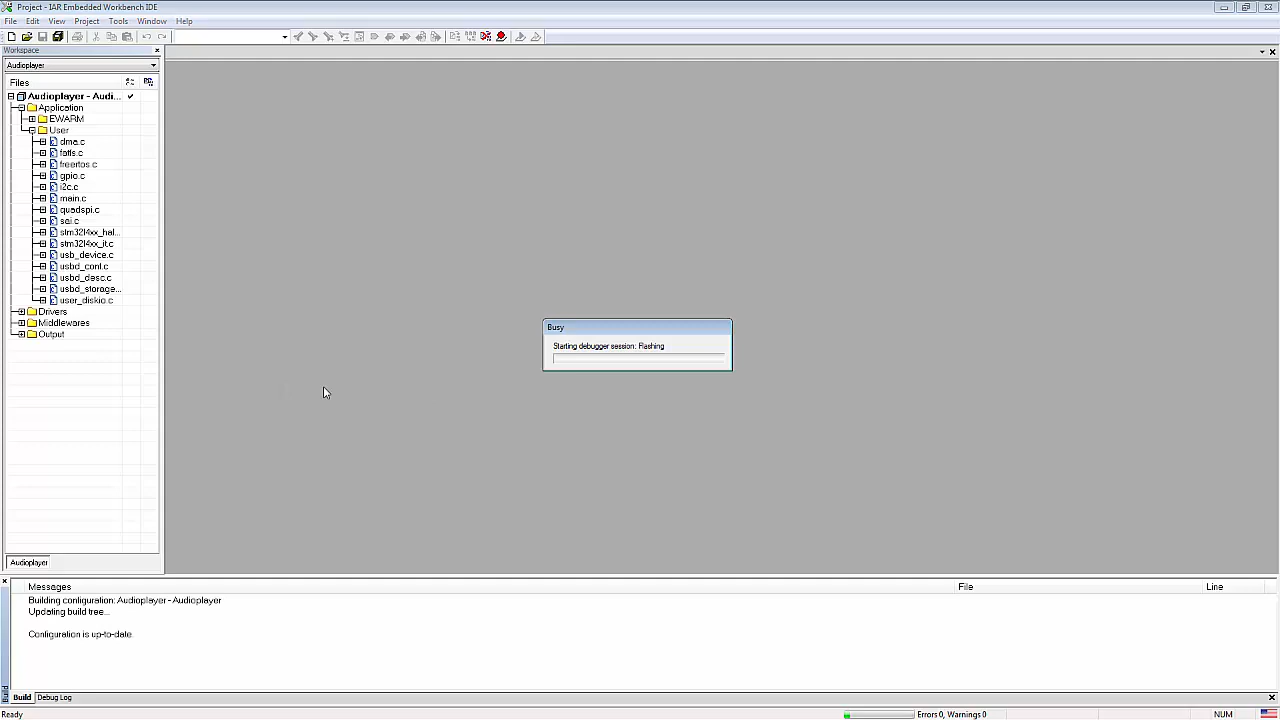 Project - IAR Embedded Workbench IDE
File Edit View Project Tools Window Help
Workspace
Audioplayer
Files
Audioplayer - Audi...
Application
EWARM
User
dma.c
fatfs.c
freertos.c
gpio.c
i2c.c
main.c
quadspi.c
sai.c
stm32l4xx_hal...
stm32l4xx_it.c
usb_device.c
usbd_conf.c
usbd_desc.c
usbd_storage...
user_diskio.c
Drivers
Middlewares
Output
Busy
Starting debugger session: Flashing
Audioplayer
Messages File Line
Building configuration: Audioplayer - Audioplayer
Updating build tree...
Configuration is up-to-date.
Build
Build Debug Log
Ready Errors 0, Warnings 0 NUM